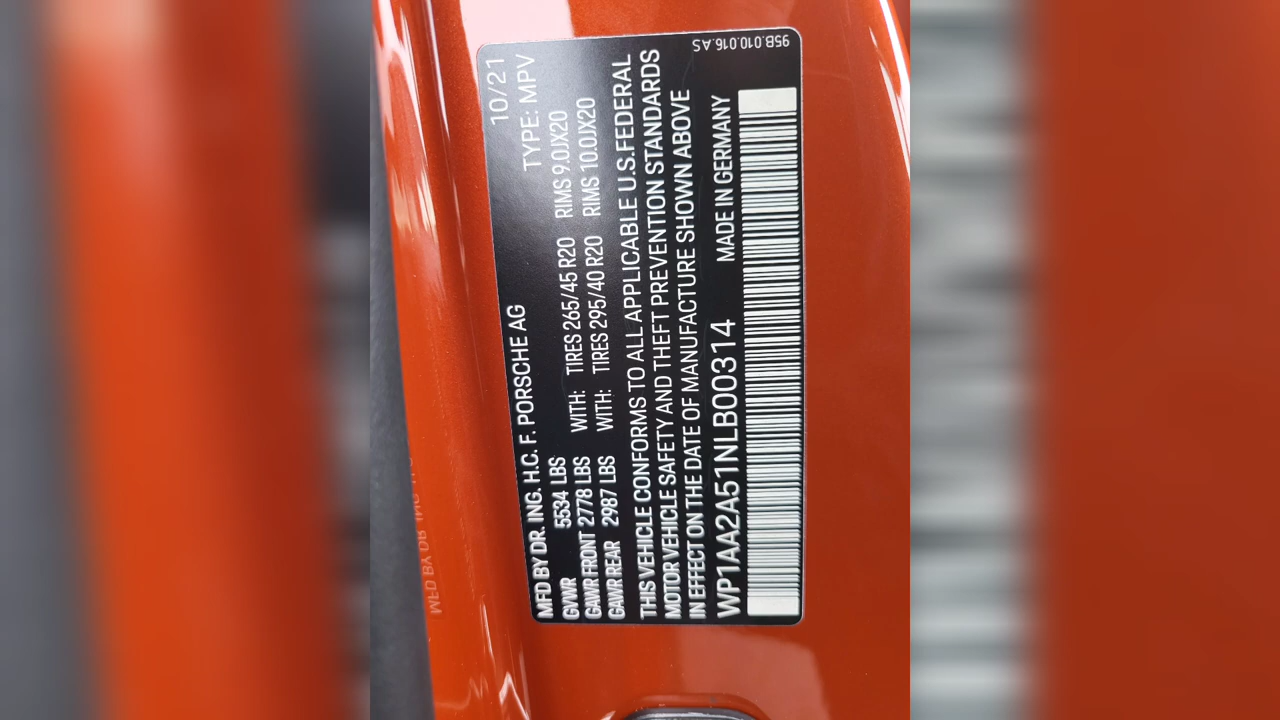 MFD BY DR. ING. H.C. F. PORSCHE AG 10/21
TYPE: MPV
GVWR 5534 LBS
GAWR FRONT 2778 LBS WITH: TIRES 265/45 R20 RIMS 9.0JX20
GAWR REAR 2987 LBS WITH: TIRES 295/40 R20 RIMS 10.0JX20
THIS VEHICLE CONFORMS TO ALL APPLICABLE U.S.FEDERAL
MOTOR VEHICLE SAFETY AND THEFT PREVENTION STANDARDS
IN EFFECT ON THE DATE OF MANUFACTURE SHOWN ABOVE
WP1AA2A51NLB00314 MADE IN GERMANY
95B.010.016.AS
MFD BY DR